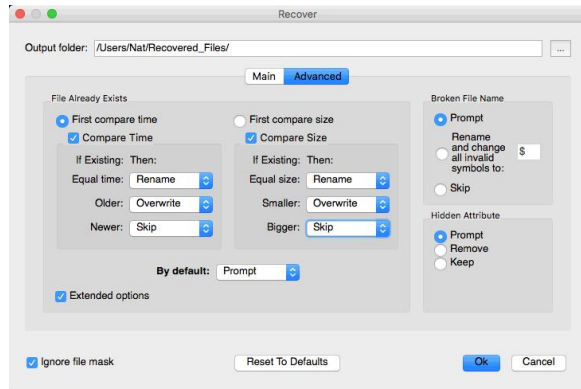 Recover
Output folder: /Users/Nat/Recovered_Files/ ...
Main Advanced
File Already Exists
First compare time
Compare Time
If Existing: Then:
Equal time: Rename
Older: Overwrite
Newer: Skip
First compare size
Compare Size
If Existing: Then:
Equal size: Rename
Smaller: Overwrite
Bigger: Skip
By default: Prompt
Extended options
Broken File Name
Prompt
Rename
and change
all invalid
symbols to: $
Skip
Hidden Attribute
Prompt
Remove
Keep
Ignore file mask
Reset To Defaults
Ok
Cancel